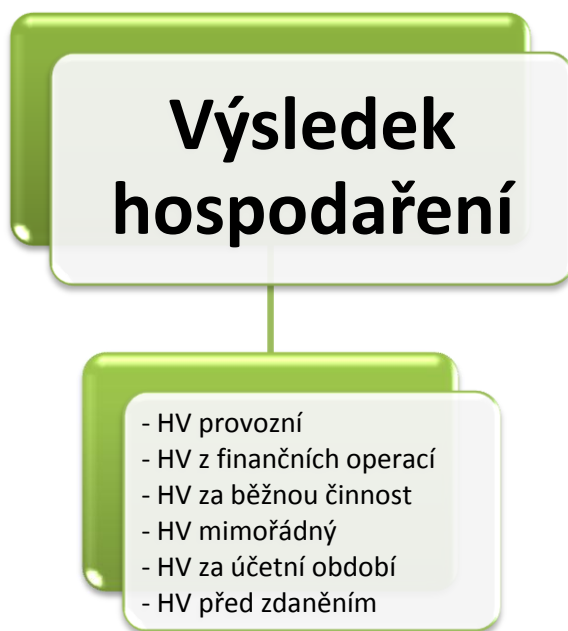 Výsledek
hospodaření
- HV provozní
- HV z finančních operací
- HV za běžnou činnost
- HV mimořádný
- HV za účetní období
- HV před zdaněním